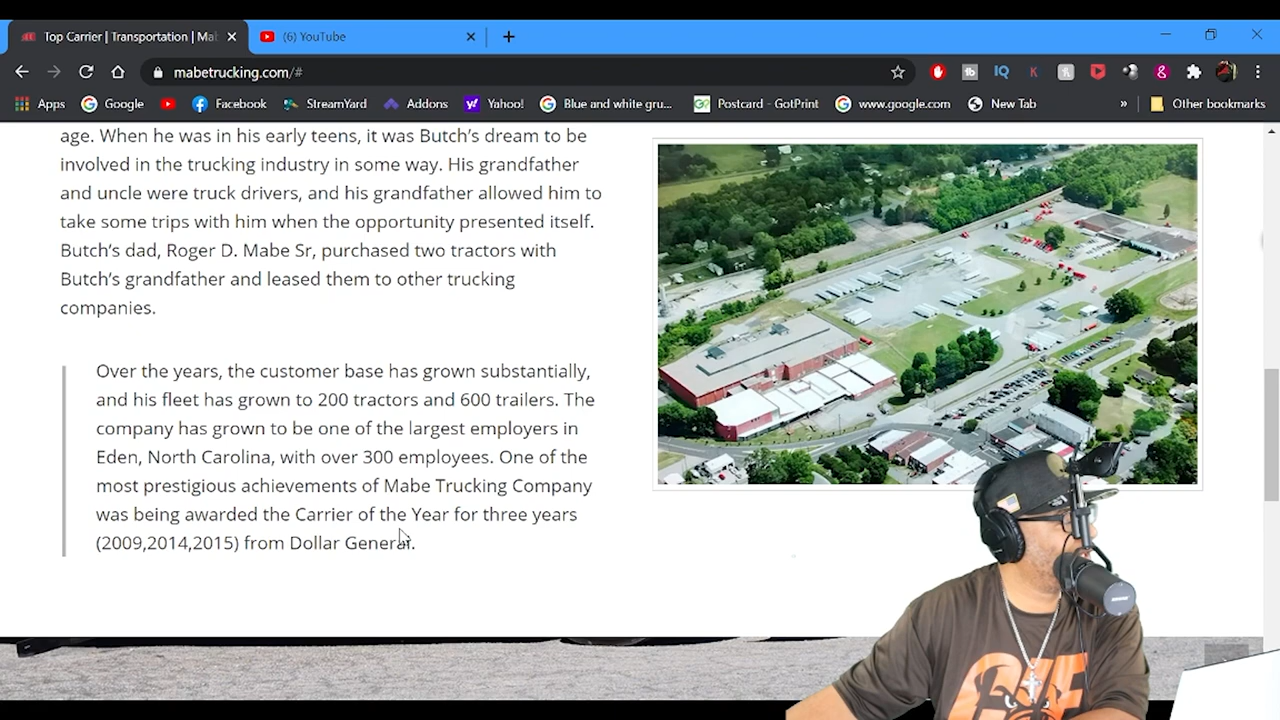 Top Carrier | Transportation | Mab
(6) YouTube
mabetrucking.com/#
Apps Google Facebook StreamYard Addons Yahoo! Blue and white gru... Postcard - GotPrint www.google.com New Tab » Other bookmarks
age. When he was in his early teens, it was Butch’s dream to be
involved in the trucking industry in some way. His grandfather
and uncle were truck drivers, and his grandfather allowed him to
take some trips with him when the opportunity presented itself.
Butch’s dad, Roger D. Mabe Sr, purchased two tractors with
Butch’s grandfather and leased them to other trucking
companies.
Over the years, the customer base has grown substantially,
and his fleet has grown to 200 tractors and 600 trailers. The
company has grown to be one of the largest employers in
Eden, North Carolina, with over 300 employees. One of the
most prestigious achievements of Mabe Trucking Company
was being awarded the Carrier of the Year for three years
(2009,2014,2015) from Dollar General.